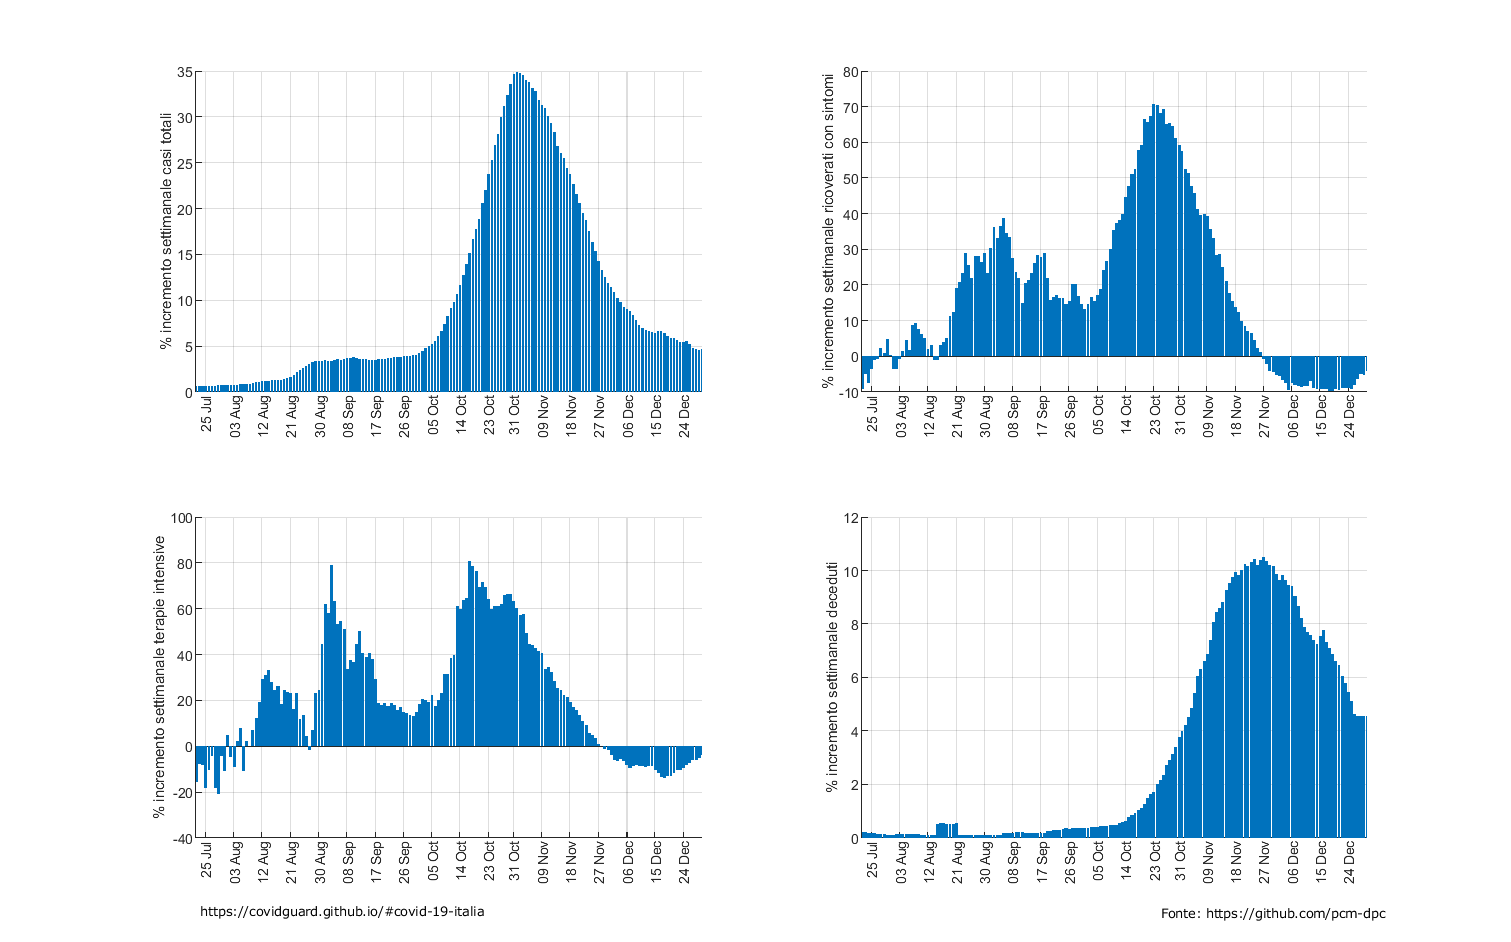 % incremento settimanale casi totali
35
30
25
20
15
10
5
0
25 Jul
03 Aug
12 Aug
21 Aug
30 Aug
08 Sep
17 Sep
26 Sep
05 Oct
14 Oct
23 Oct
31 Oct
09 Nov
18 Nov
27 Nov
06 Dec
15 Dec
24 Dec
% incremento settimanale ricoverati con sintomi
80
70
60
50
40
30
20
10
0
-10
25 Jul
03 Aug
12 Aug
21 Aug
30 Aug
08 Sep
17 Sep
26 Sep
05 Oct
14 Oct
23 Oct
31 Oct
09 Nov
18 Nov
27 Nov
06 Dec
15 Dec
24 Dec
% incremento settimanale terapie intensive
100
80
60
40
20
0
-20
-40
25 Jul
03 Aug
12 Aug
21 Aug
30 Aug
08 Sep
17 Sep
26 Sep
05 Oct
14 Oct
23 Oct
31 Oct
09 Nov
18 Nov
27 Nov
06 Dec
15 Dec
24 Dec
% incremento settimanale deceduti
12
10
8
6
4
2
0
25 Jul
03 Aug
12 Aug
21 Aug
30 Aug
08 Sep
17 Sep
26 Sep
05 Oct
14 Oct
23 Oct
31 Oct
09 Nov
18 Nov
27 Nov
06 Dec
15 Dec
24 Dec
https://covidguard.github.io/#covid-19-italia
Fonte: https://github.com/pcm-dpc